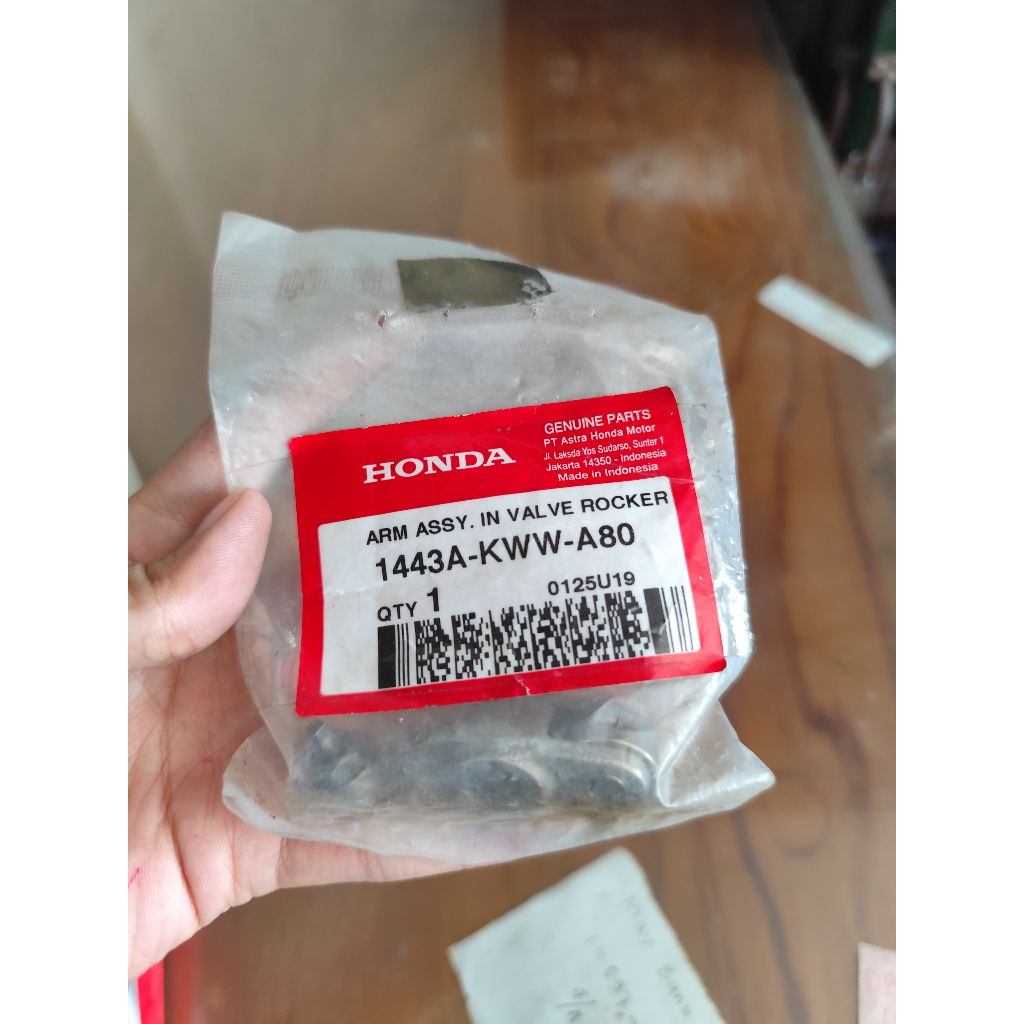 HONDA
GENUINE PARTS
PT Astra Honda Motor
Jl. Laksda Yos Sudarso, Sunter 1
Jakarta 14350 - Indonesia
Made in Indonesia
ARM ASSY. IN VALVE ROCKER
1443A-KWW-A80
QTY 1
0125U19